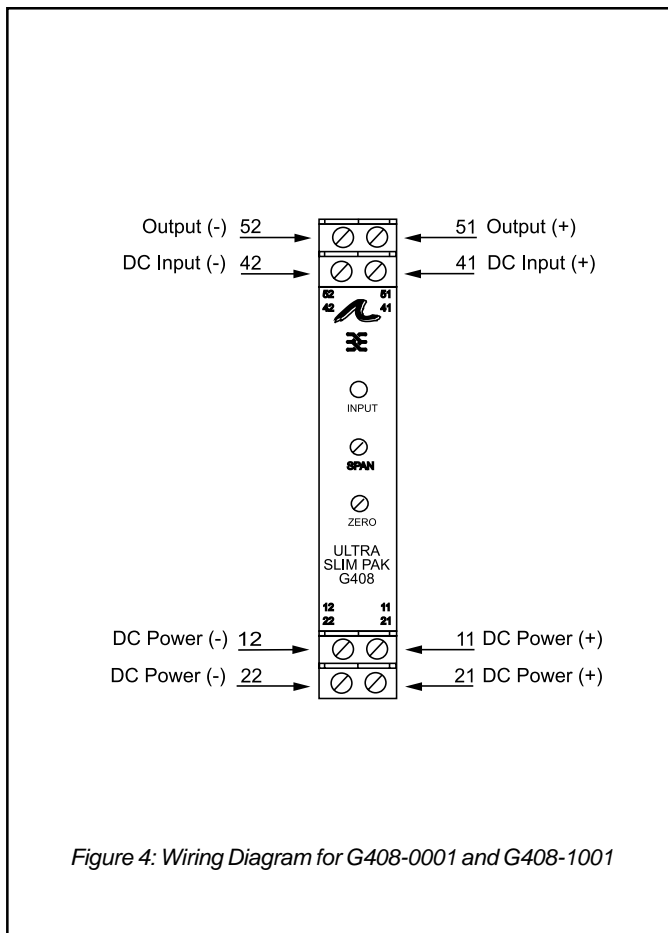 Output (-) 52 51 Output (+)
DC Input (-) 42 41 DC Input (+)
52 51
42 41
INPUT
SPAN
ZERO
ULTRA
SLIM PAK
G408
12 11
22 21
DC Power (-) 12 11 DC Power (+)
DC Power (-) 22 21 DC Power (+)
Figure 4: Wiring Diagram for G408-0001 and G408-1001